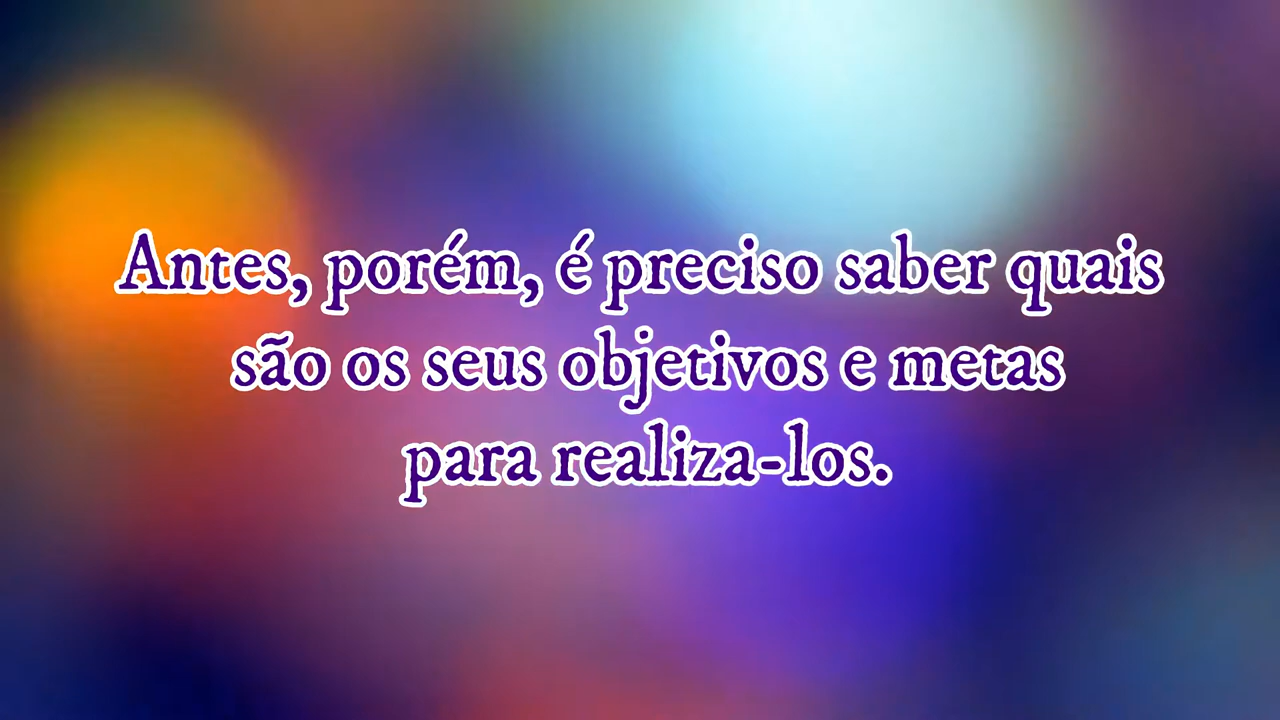 Antes, porém, é preciso saber quais
são os seus objetivos e metas
para realiza-los.